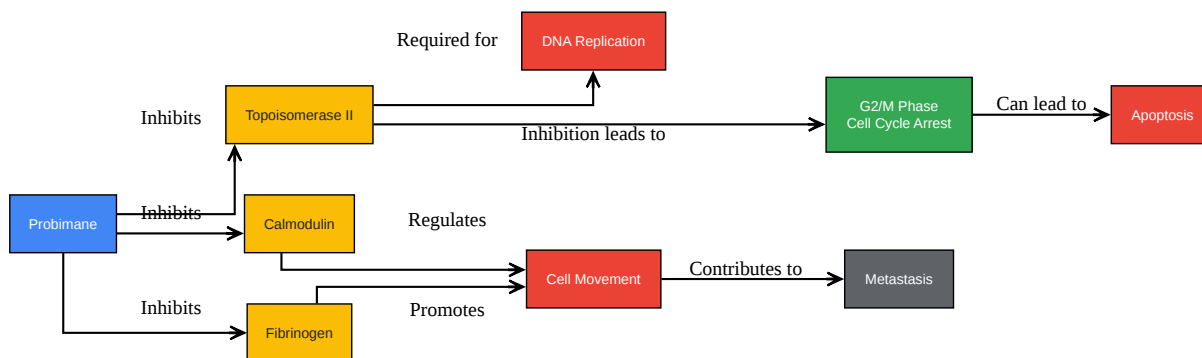 Required for
DNA Replication
Inhibits
Topoisomerase II
Inhibition leads to
G2/M Phase
Cell Cycle Arrest
Can lead to
Apoptosis
Probimane
Inhibits
Calmodulin
Regulates
Cell Movement
Contributes to
Metastasis
Inhibits
Fibrinogen
Promotes